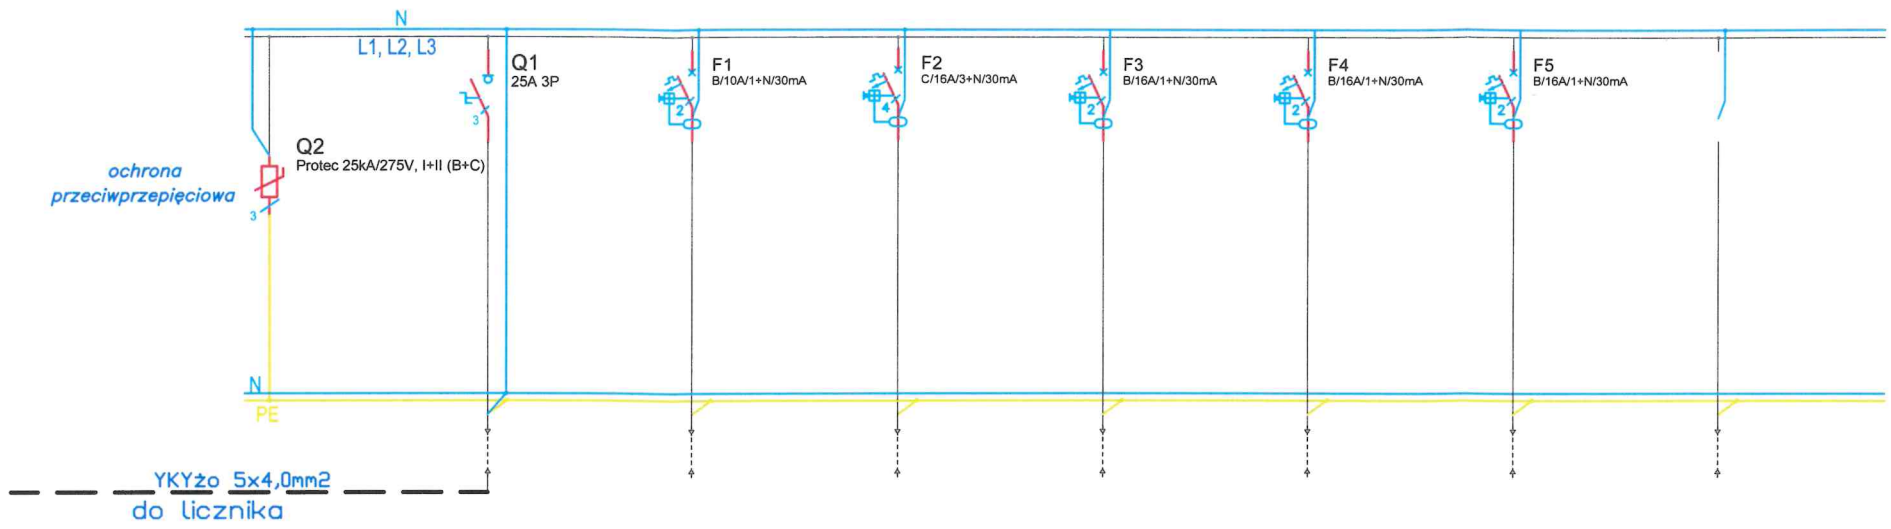 N
L1, L2, L3
Q1
25A 3P
3
F1
B/10A/1+N/30mA
2
F2
C/16A/3+N/30mA
4
F3
B/16A/1+N/30mA
2
F4
B/16A/1+N/30mA
2
F5
B/16A/1+N/30mA
2
Q2
Protec 25kA/275V, I+II (B+C)
ochrona
przeciwprzepięciowa
3
N
PE
YKYżo 5x4,0mm2
do licznika